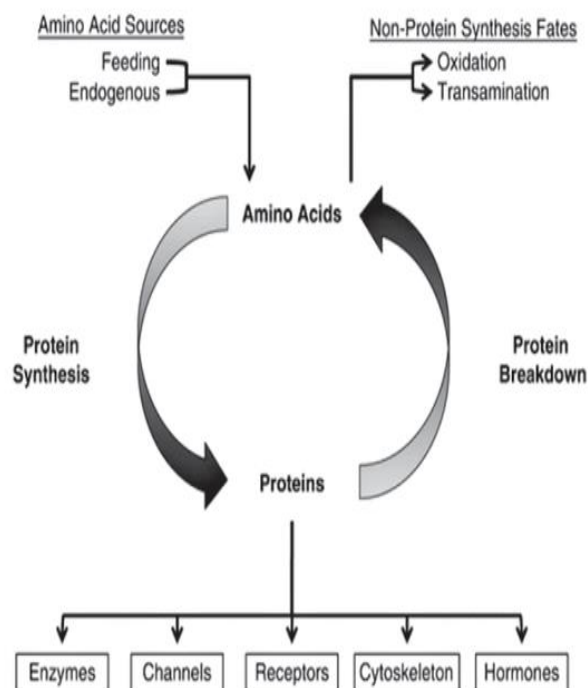 Amino Acid Sources
Feeding
Endogenous
Non-Protein Synthesis Fates
Oxidation
Transamination
Amino Acids
Protein
Synthesis
Protein
Breakdown
Proteins
Enzymes
Channels
Receptors
Cytoskeleton
Hormones